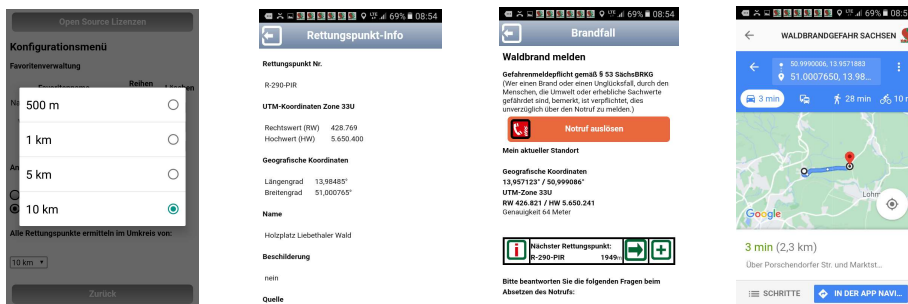 Open Source Lizenzen
Konfigurationsmenü
Favoritenverwaltung
Reihen
500 m
1 km
5 km
10 km
Alle Rettungspunkte ermitteln im Umkreis von:
10 km
Zurück
69% 08:54
Rettungspunkt-Info
Rettungspunkt Nr.
R-290-PIR
UTM-Koordinaten Zone 33U
Rechtswert (RW) 428.769
Hochwert (HW) 5.650.400
Geografische Koordinaten
Längengrad 13,98485°
Breitengrad 51,000765°
Name
Holzplatz Liebethaler Wald
Beschilderung
nein
Quelle
69% 08:54
Brandfall
Waldbrand melden
Gefahrenmeldepflicht gemäß § 53 SächsBRKG
(Wer einen Brand oder einen Unglücksfall, durch den
Menschen, die Umwelt oder erhebliche Sachwerte
gefährdet sind, bemerkt, ist verpflichtet, dies
unverzüglich über den Notruf zu melden.)
Notruf auslösen
Mein aktueller Standort
Geografische Koordinaten
13,957123° / 50,999086°
UTM-Zone 33U
RW 426.821 / HW 5.650.241
Genauigkeit 64 Meter
Nächster Rettungspunkt:
R-290-PIR 1949m
Bitte beantworten Sie die folgenden Fragen beim
Absetzen des Notrufs:
69% 08:54
WALDBRANDGEFAHR SACHSEN
50.9990006, 13.9571883
51.0007650, 13.98...
3 min
28 min
10 m
Lohm
Google
3 min (2,3 km)
Über Porschendorfer Str. und Marktst...
SCHRITTE
IN DER APP NAVI...